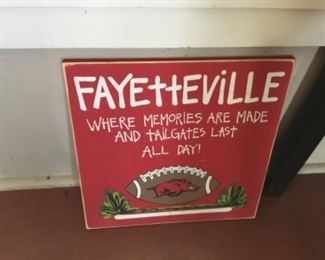 FAYEttEViLLE
WHERE MEMORIES ARE MADE
AND tAiLGATES LAST
ALL DAY!